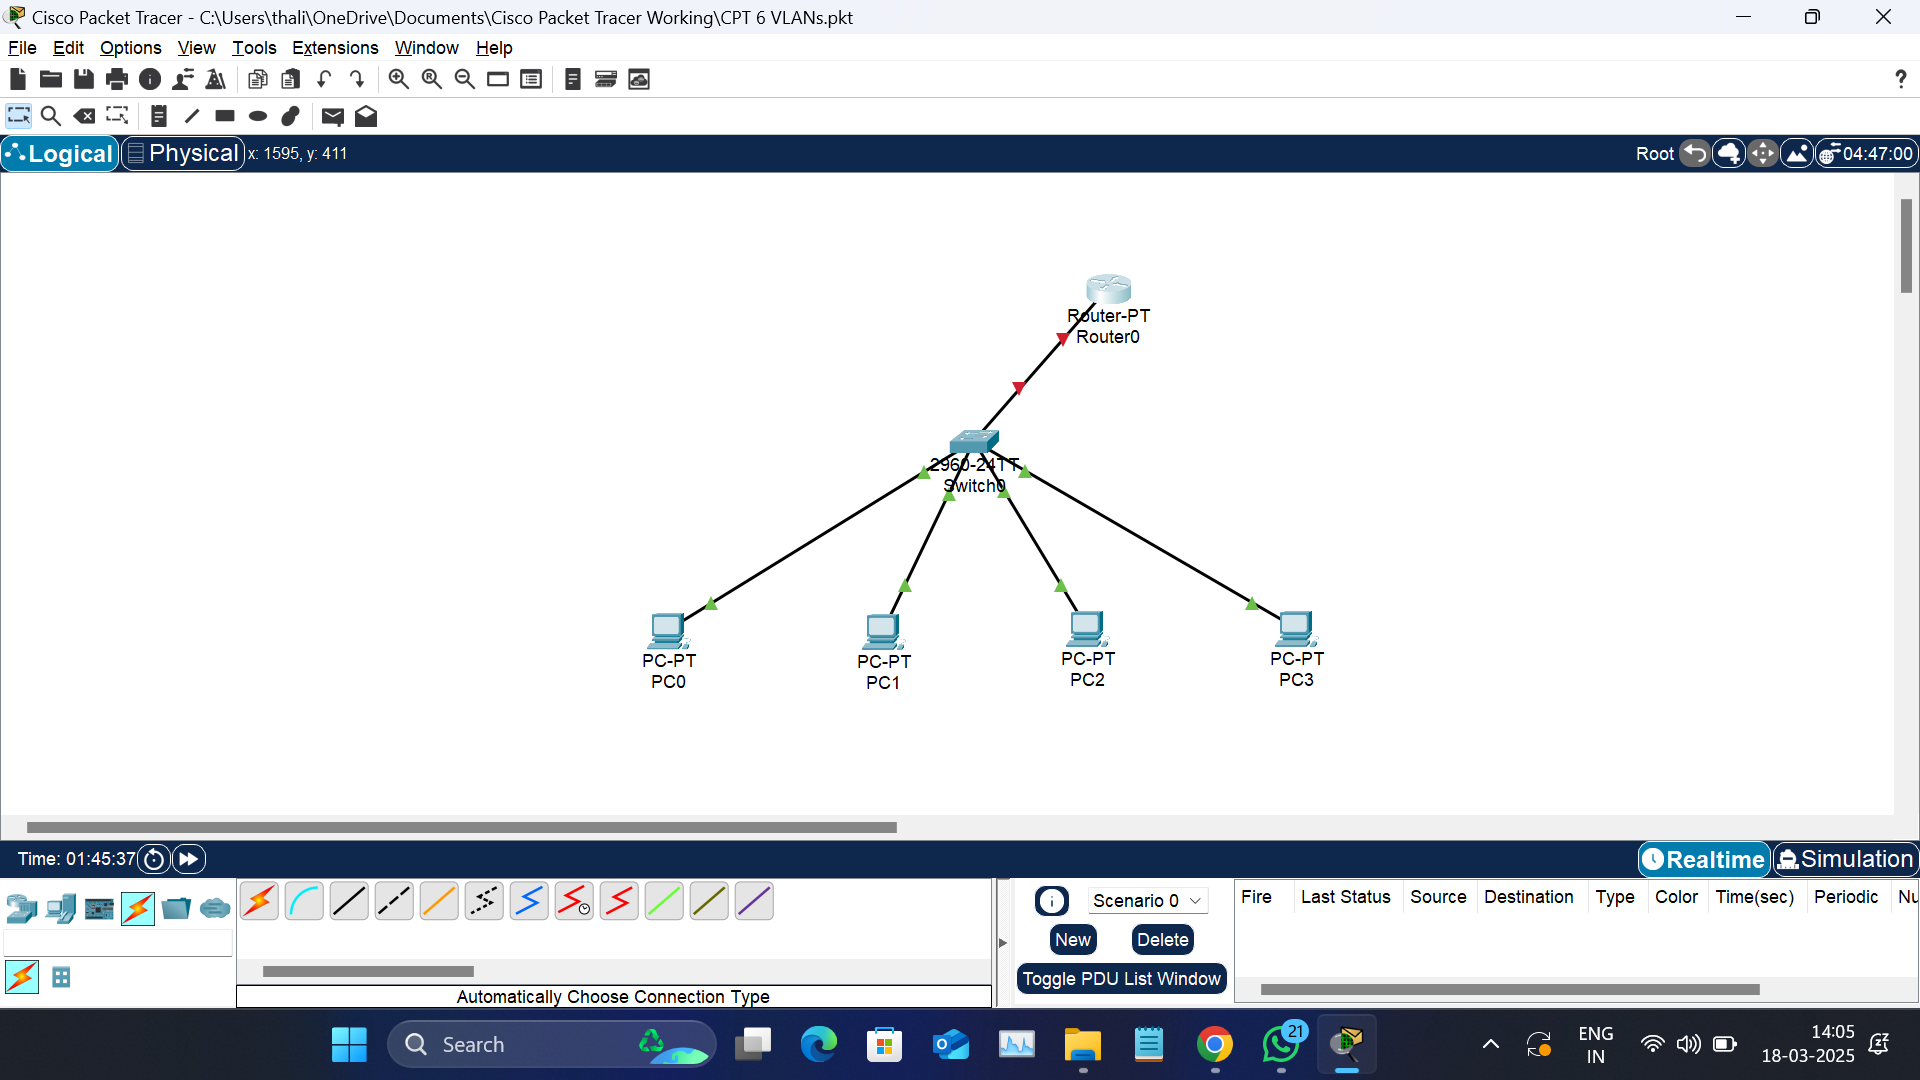 Cisco Packet Tracer - C:\Users\thali\OneDrive\Documents\Cisco Packet Tracer Working\CPT 6 VLANs.pkt
File Edit Options View Tools Extensions Window Help
?
Logical Physical x: 1595, y: 411 Root 04:47:00
Router-PT
Router0
2960-24TT
Switch0
PC-PT
PC0
PC-PT
PC1
PC-PT
PC2
PC-PT
PC3
Time: 01:45:37 Realtime Simulation
Scenario 0
New Delete
Toggle PDU List Window
Fire Last Status Source Destination Type Color Time(sec) Periodic Nu
Automatically Choose Connection Type
Search
21
ENG
IN
14:05
18-03-2025